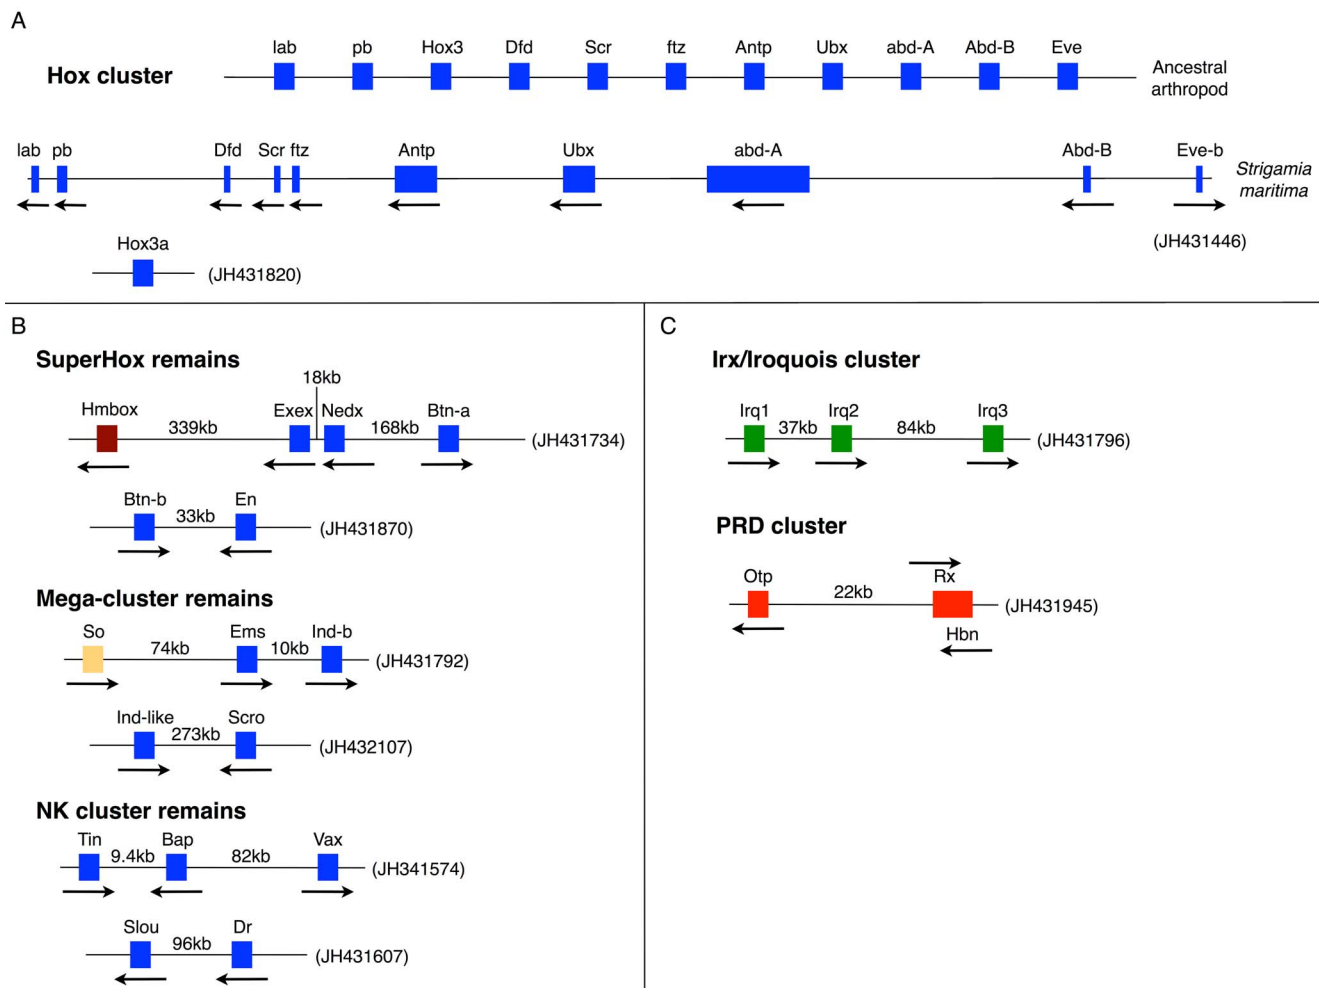 A
lab pb Hox3 Dfd Scr ftz Antp Ubx abd-A Abd-B Eve
Hox cluster
Ancestral
arthropod
lab pb Dfd Scr ftz Antp Ubx abd-A Abd-B Eve-b
Strigamia
maritima
(JH431446)
Hox3a
(JH431820)
B
SuperHox remains
18kb
Hmbox Exex Nedx Btn-a
339kb 168kb
(JH431734)
Btn-b En
33kb
(JH431870)
Mega-cluster remains
So Ems Ind-b
74kb 10kb
(JH431792)
Ind-like Scro
273kb
(JH432107)
NK cluster remains
Tin Bap Vax
9.4kb 82kb
(JH341574)
Slou Dr
96kb
(JH431607)
C
Irx/Iroquois cluster
Irq1 Irq2 Irq3
37kb 84kb
(JH431796)
PRD cluster
Otp Rx
22kb
(JH431945)
Hbn